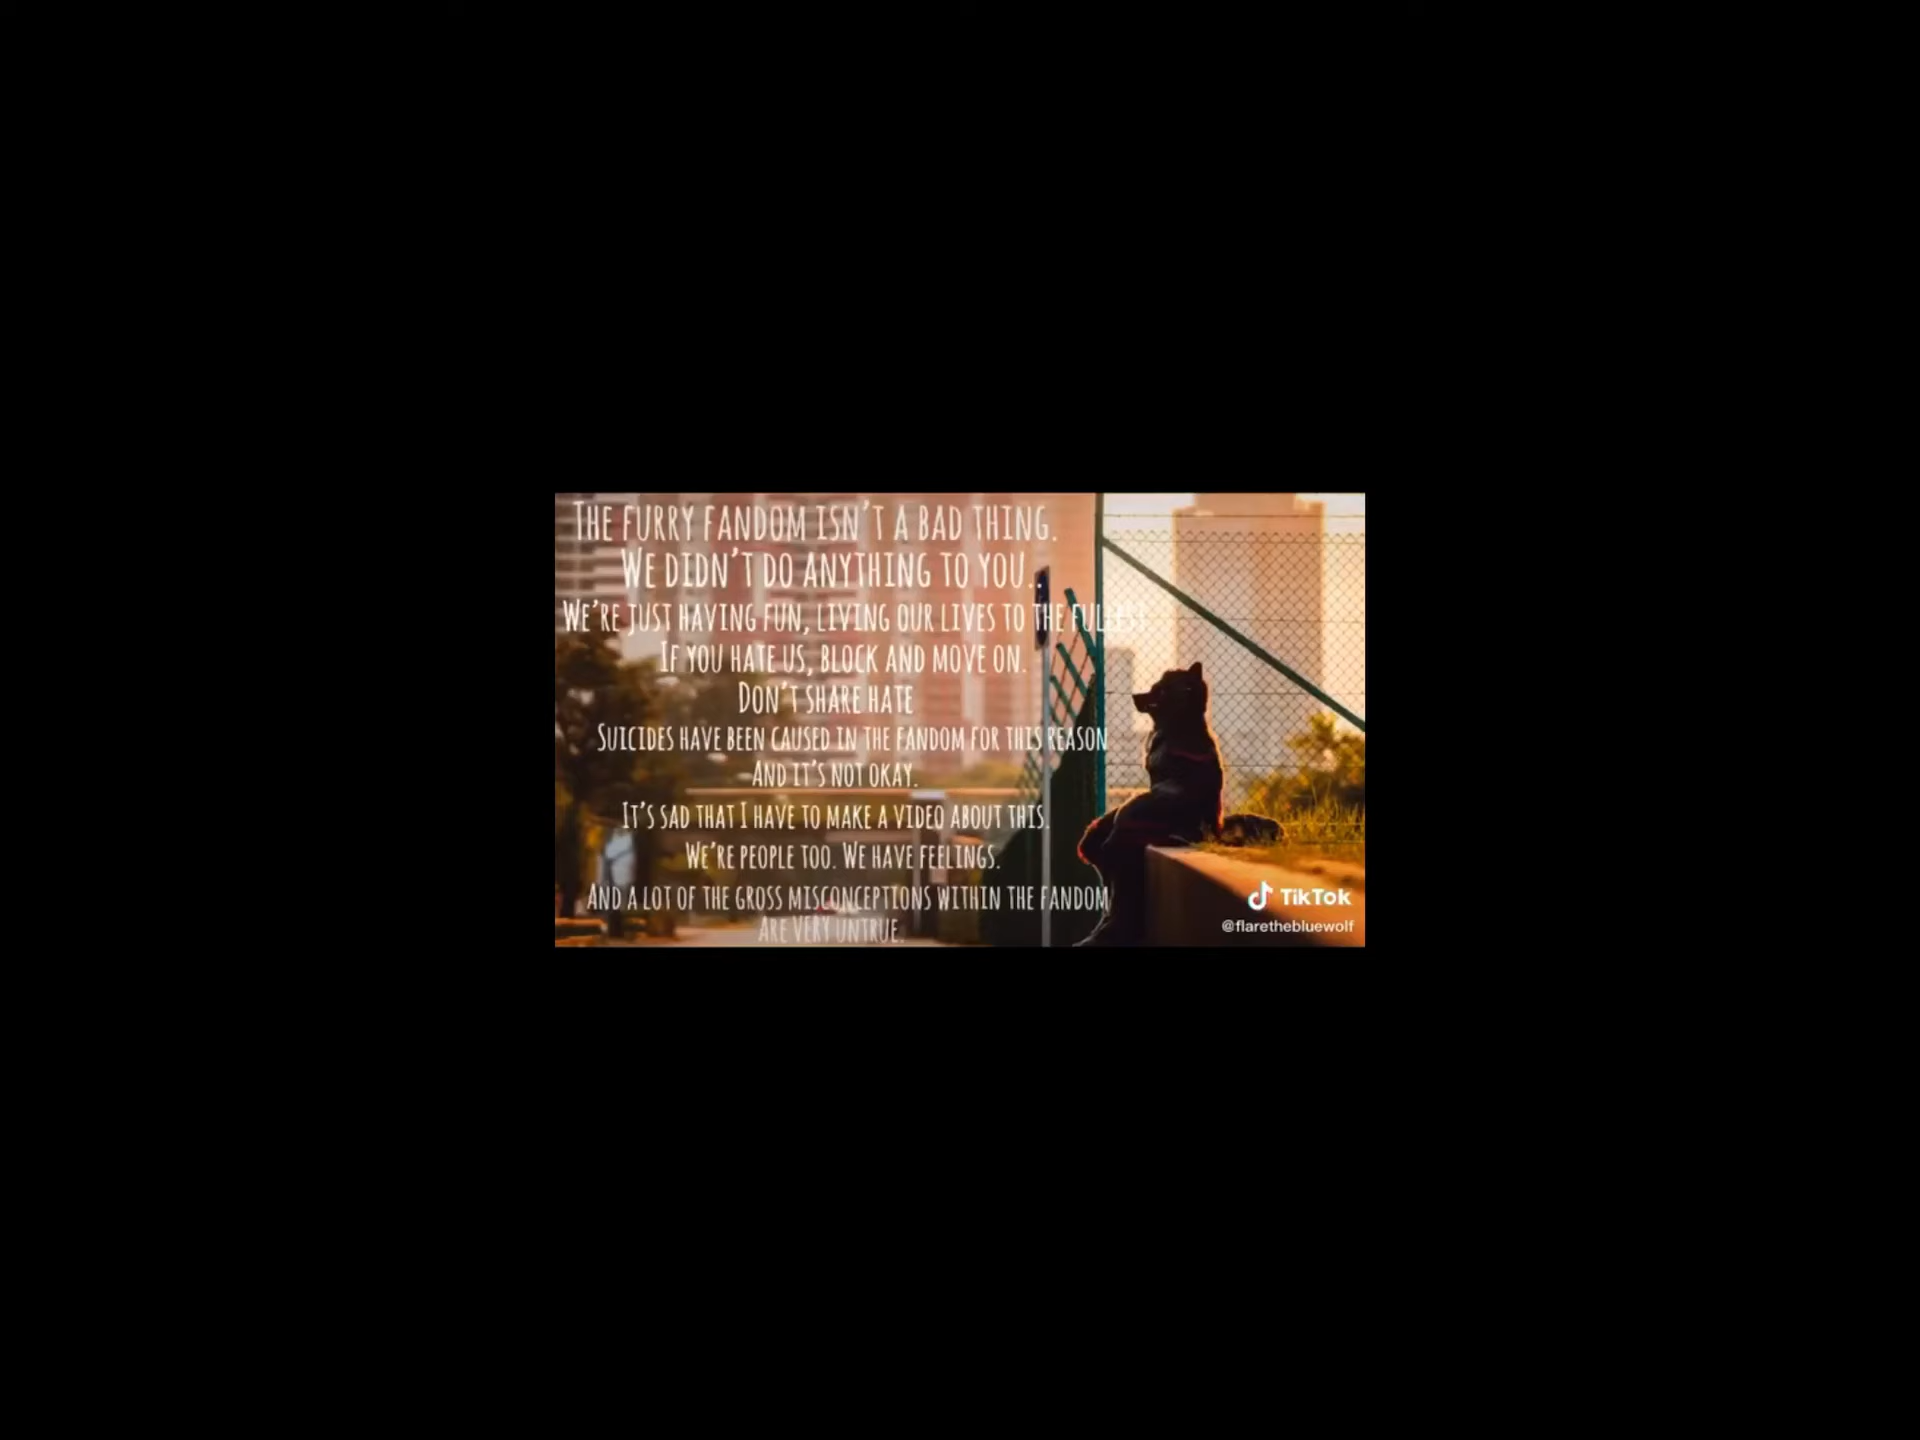 The furry fandom isn't a bad thing.
We didn't do anything to you..
We're just having fun, living our lives to the fullest
If you hate us, block and move on.
Don't share hate
Suicides have been caused in the fandom for this reason
And it's not okay.
It's sad that I have to make a video about this.
We're people too. We have feelings.
And a lot of the gross misconceptions within the fandom
Are VERY untrue.
TikTok
@flarethebluewolf